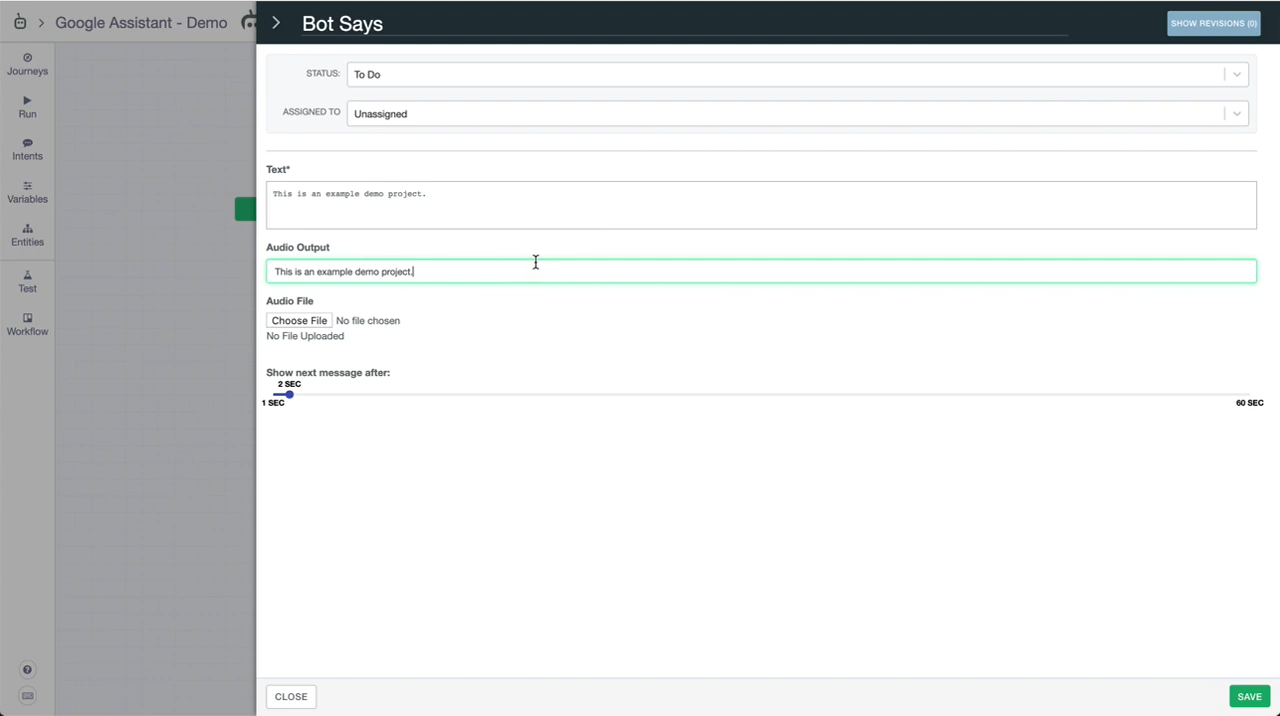 Google Assistant - Demo
Bot Says
SHOW REVISIONS (0)
Journeys
Run
Intents
Variables
Entities
Test
Workflow
STATUS:
To Do
ASSIGNED TO
Unassigned
Text*
This is an example demo project.
Audio Output
This is an example demo project.
Audio File
Choose File No file chosen
No File Uploaded
Show next message after:
2 SEC
1 SEC
60 SEC
CLOSE
SAVE